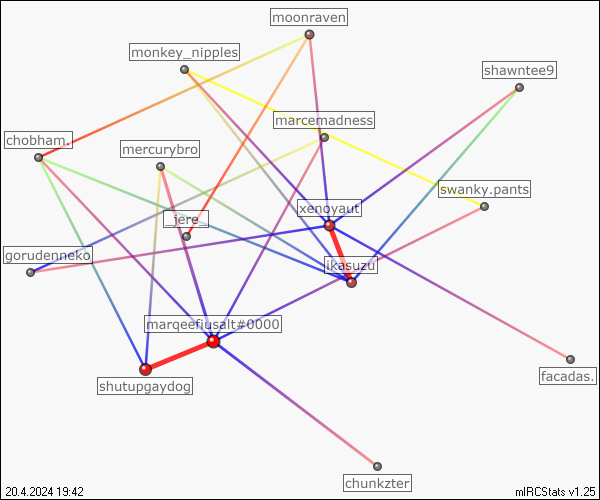 moonraven
monkey_nipples
shawntee9
marcemadness
chobham.
mercurybro
swanky.pants
xenoyaut
_jere_
gorudenneko
ikasuzu
marqeefiusalt#0000
facadas.
shutupgaydog
chunkzter
20.4.2024 19:42
mIRCStats v1.25